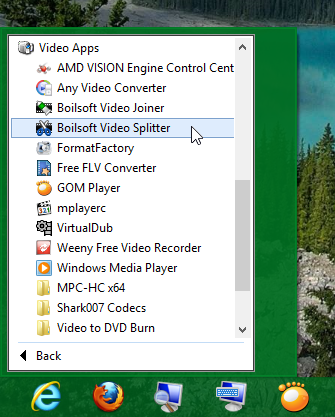 Video Apps
AMD VISION Engine Control Cent
Any Video Converter
Boilsoft Video Joiner
Boilsoft Video Splitter
FormatFactory
Free FLV Converter
GOM Player
mplayerc
VirtualDub
Weeny Free Video Recorder
Windows Media Player
MPC-HC x64
Shark007 Codecs
Video to DVD Burn
Back